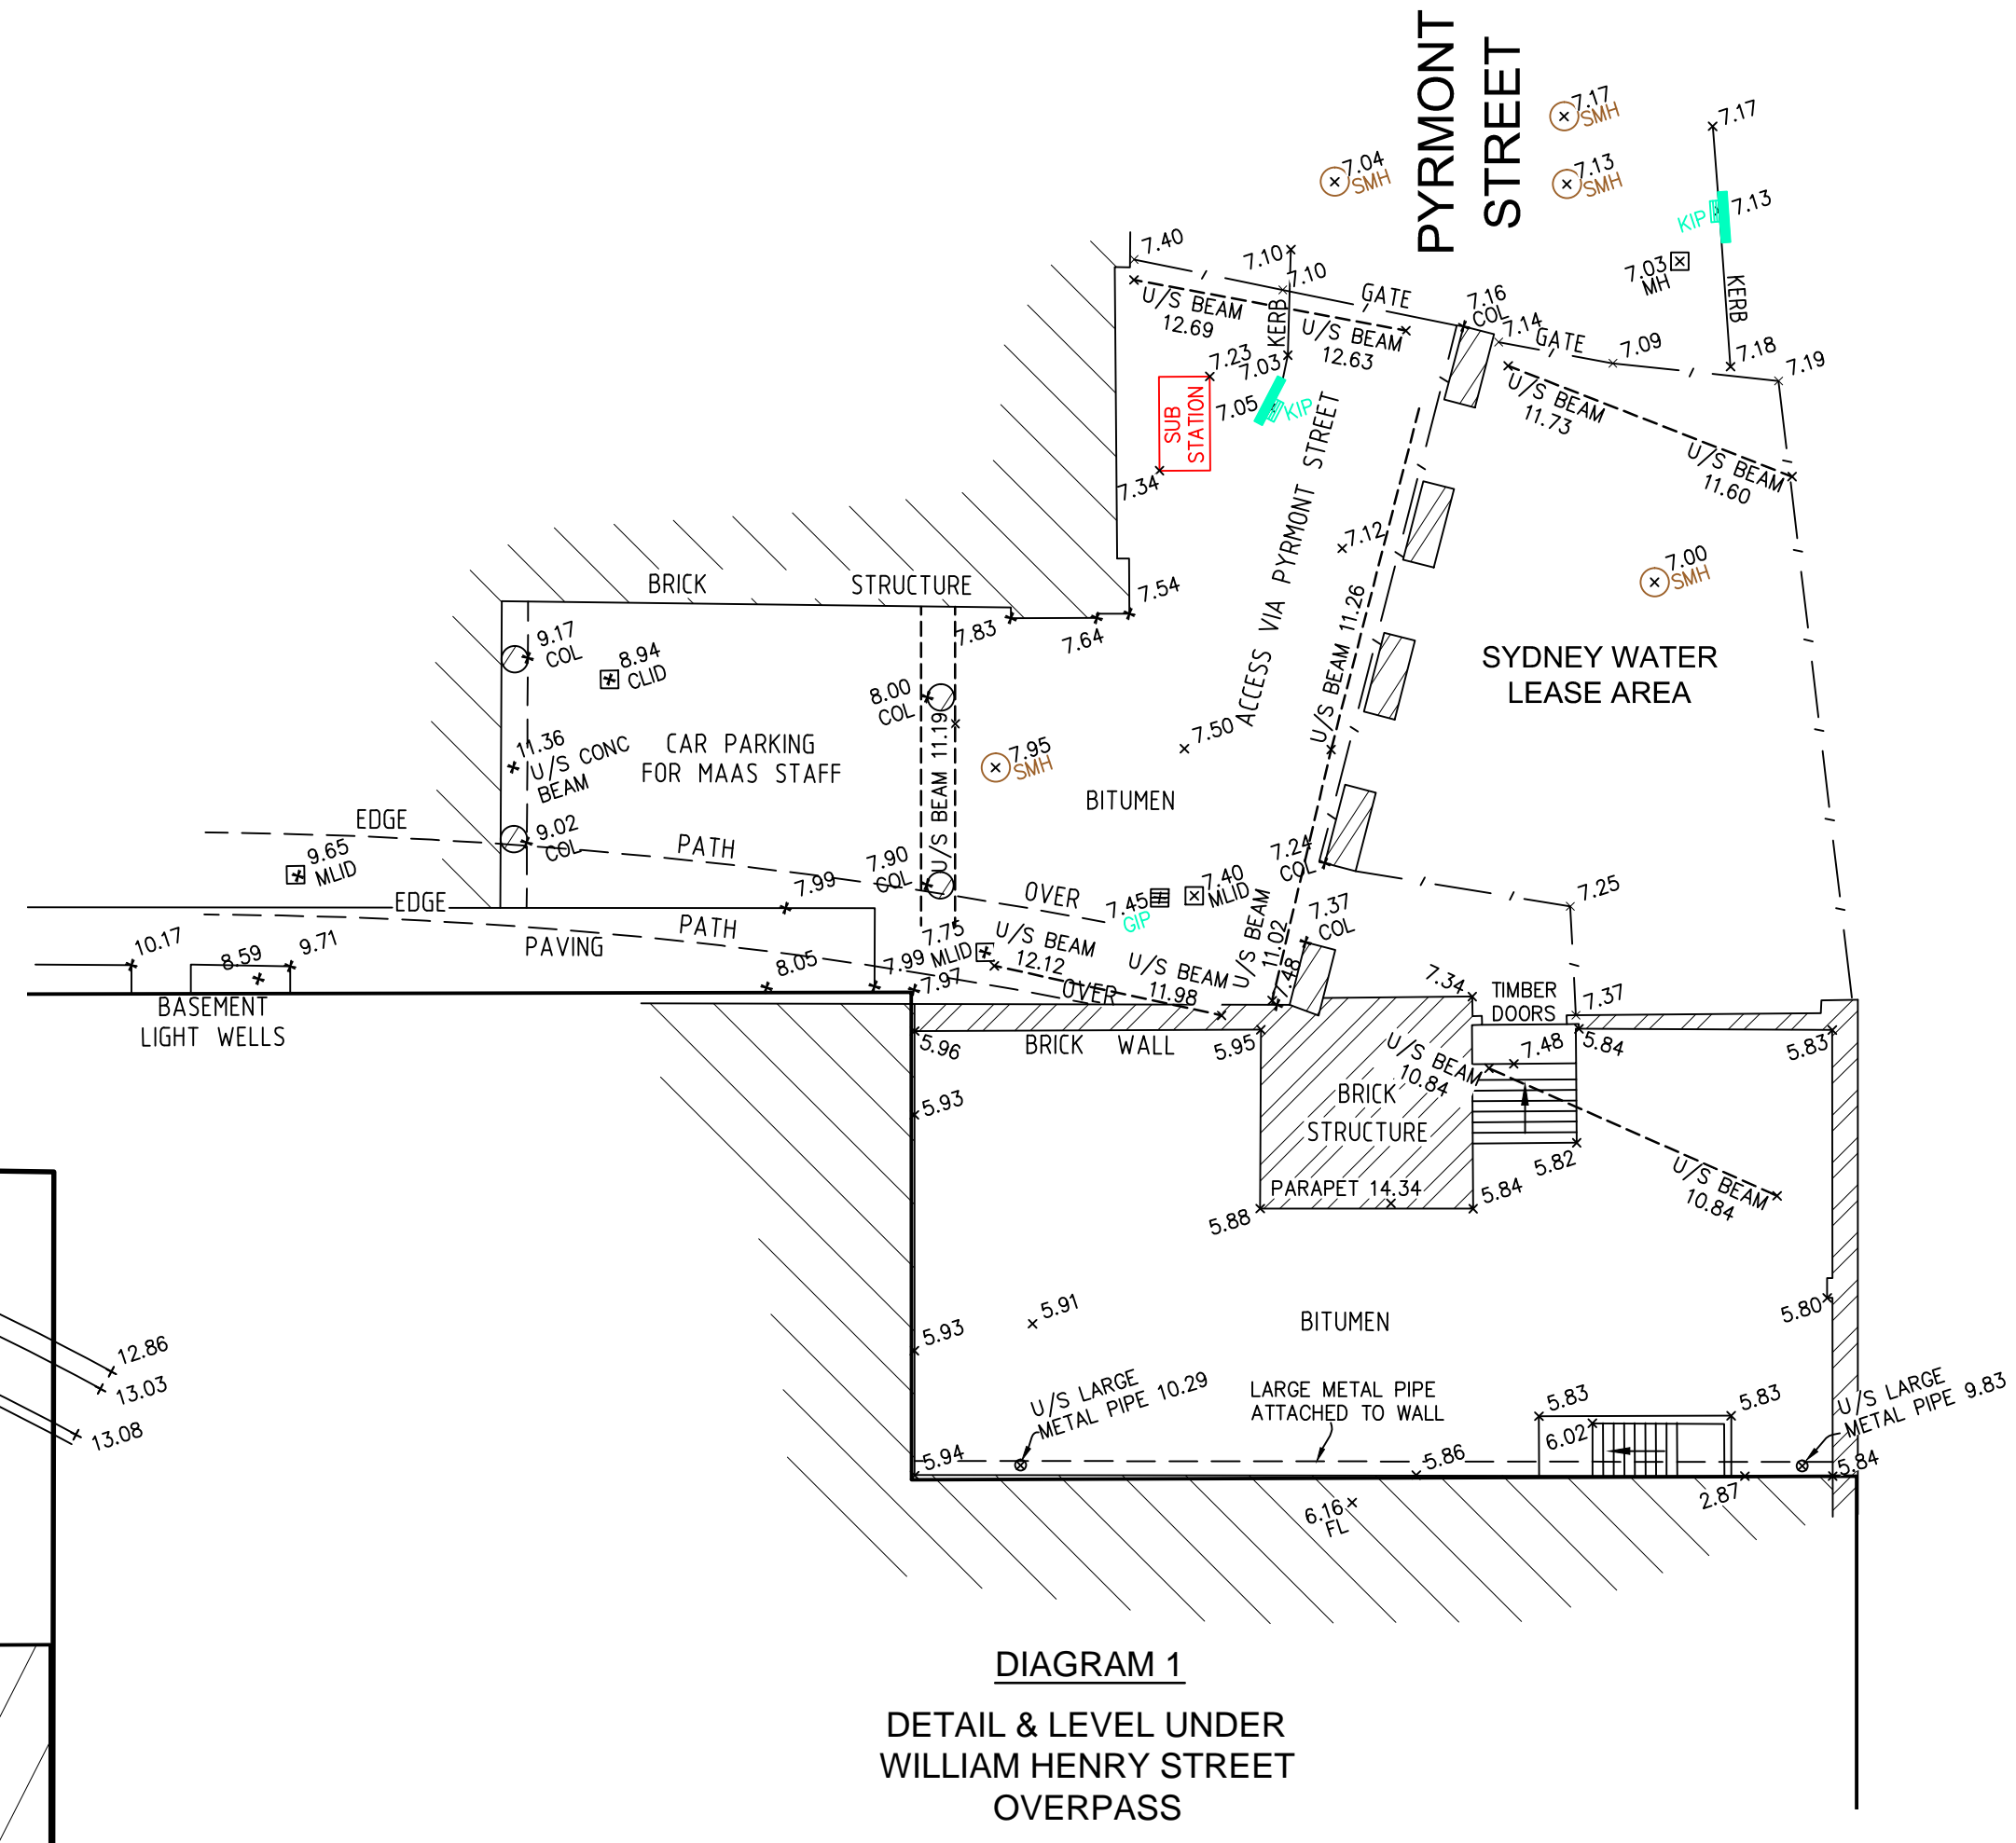 PYRMONT
STREET
7.17
SMH
7.17
7.04
SMH
7.13
SMH
KIP
7.13
7.40
7.10
7.10
7.03
MH
GATE
7.16
COL
KERB
U/S BEAM
12.69
KERB
U/S BEAM
12.63
7.14
GATE
7.09
7.18
7.19
7.23
7.03
SUB
STATION
7.05
KIP
U/S BEAM
11.73
U/S BEAM
11.60
7.34
ACCESS VIA PYRMONT STREET
7.12
7.00
SMH
BRICK
STRUCTURE
7.54
7.83
7.64
U/S BEAM 11.26
SYDNEY WATER
LEASE AREA
9.17
COL
8.94
CLID
8.00
COL
11.36
U/S CONC
BEAM
CAR PARKING
FOR MAAS STAFF
U/S BEAM 11.19
7.95
SMH
7.50
BITUMEN
EDGE
9.02
COL
PATH
9.65
MLID
7.90
COL
7.24
COL
7.99
OVER
7.45
GIP
7.40
MLID
7.25
EDGE
PATH
PAVING
10.17
8.59
9.71
7.75
MLID
U/S BEAM
12.12
U/S BEAM
11.98
U/S BEAM
11.02
7.37
COL
8.05
7.99
7.97
OVER
7.48
7.34
TIMBER
DOORS
7.37
BASEMENT
LIGHT WELLS
5.96
BRICK WALL
5.95
U/S BEAM
10.84
7.48
5.84
5.83
5.93
BRICK
STRUCTURE
5.82
U/S BEAM
10.84
PARAPET 14.34
5.84
5.88
5.91
5.93
BITUMEN
5.80
12.86
13.03
13.08
U/S LARGE
METAL PIPE 10.29
LARGE METAL PIPE
ATTACHED TO WALL
5.83
5.83
U/S LARGE
METAL PIPE 9.83
6.02
5.94
5.86
5.84
2.87
6.16
FL
DIAGRAM 1
DETAIL & LEVEL UNDER
WILLIAM HENRY STREET
OVERPASS